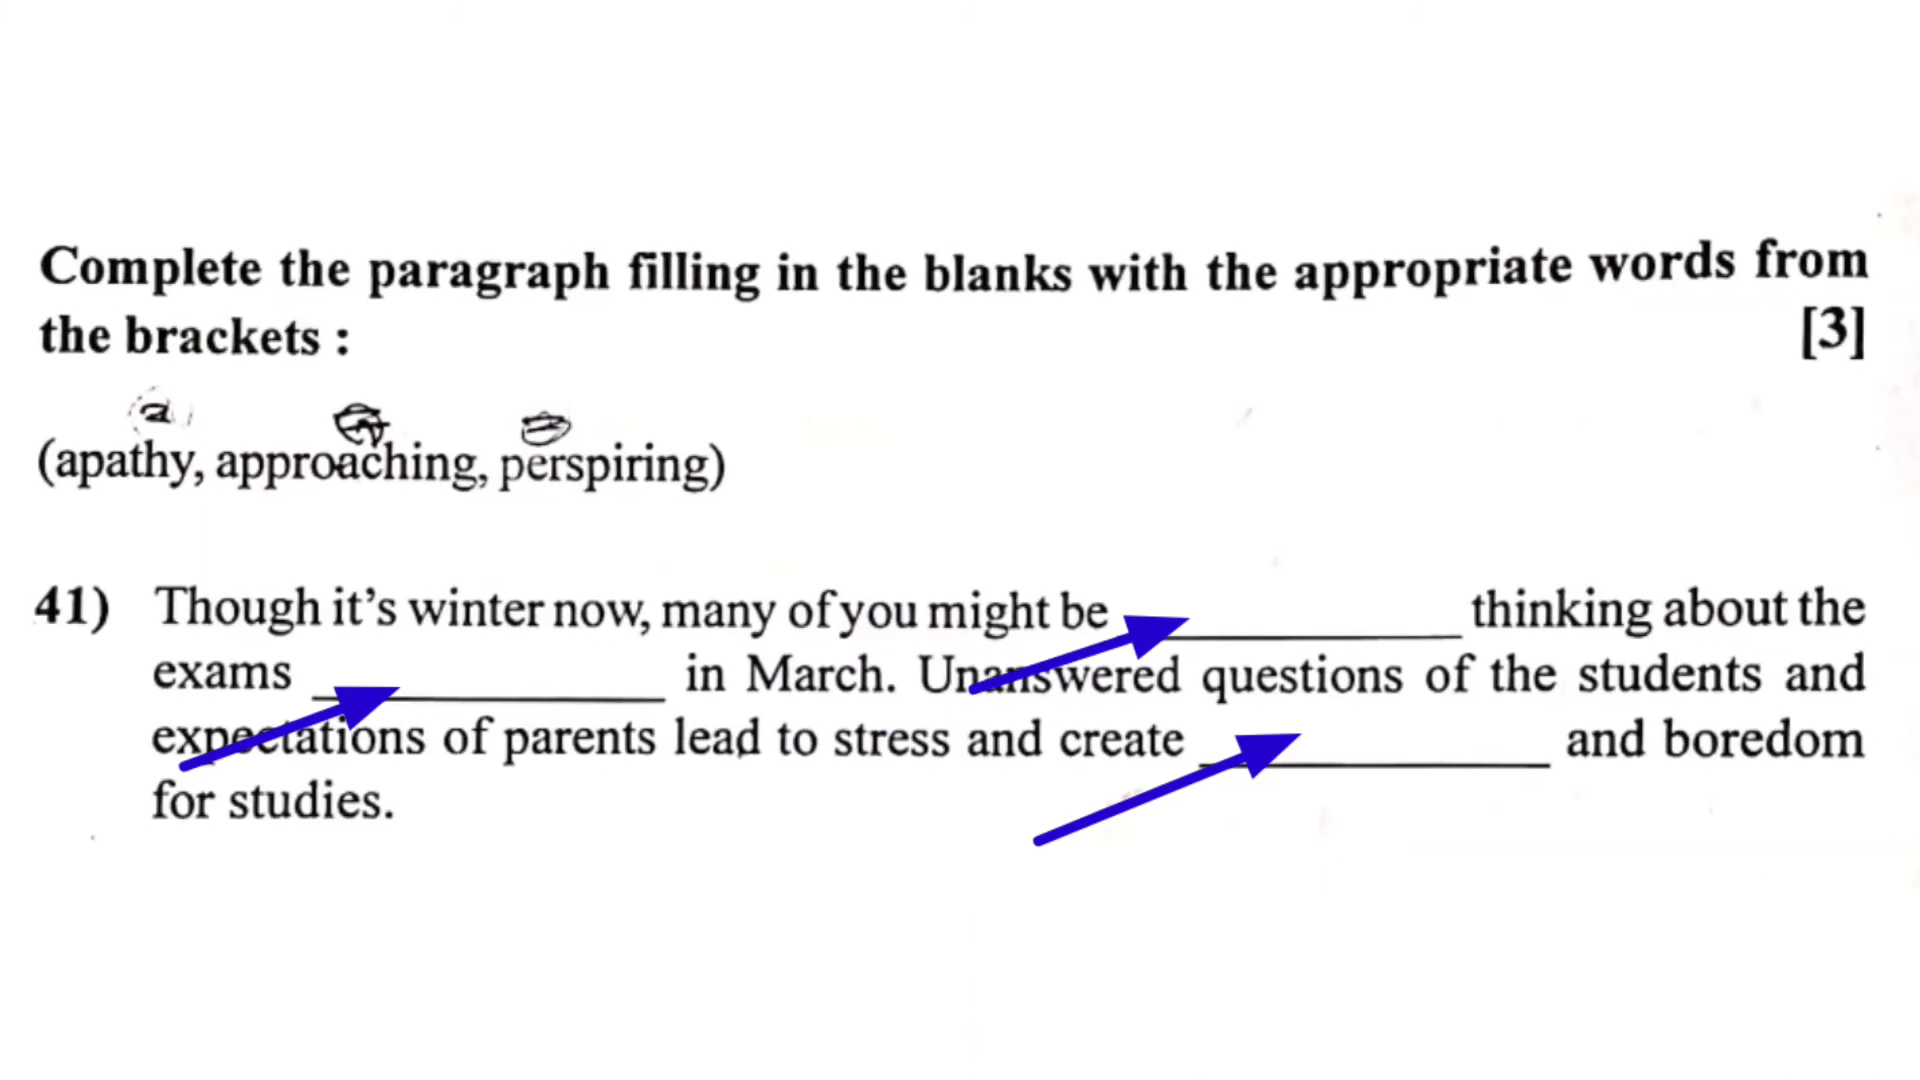 Complete the paragraph filling in the blanks with the appropriate words from
the brackets : [3]
(apathy, approaching, perspiring)
41) Though it's winter now, many of you might be ____________ thinking about the
exams ____________ in March. Unanswered questions of the students and
expectations of parents lead to stress and create ____________ and boredom
for studies.